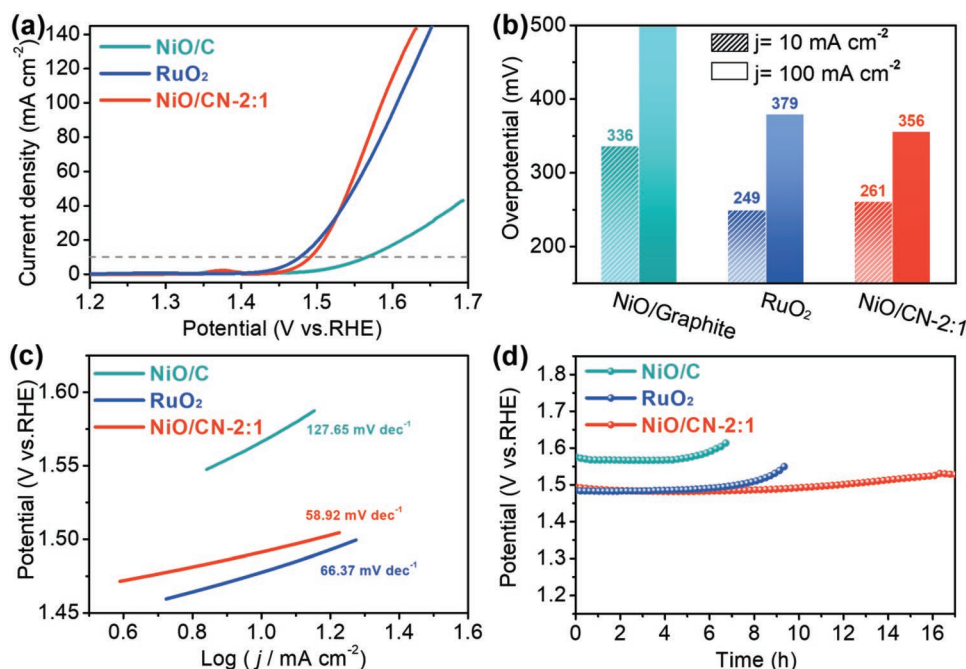 (a)
NiO/C
RuO₂
NiO/CN-2:1
Current density (mA cm⁻²)
140
120
100
80
60
40
20
10
0
1.2 1.3 1.4 1.5 1.6 1.7
Potential (V vs.RHE)
(b)
j= 10 mA cm⁻²
j= 100 mA cm⁻²
Overpotential (mV)
500
400
300
200
336
249
379
261
356
NiO/Graphite
RuO₂
NiO/CN-2:1
(c)
NiO/C
RuO₂
NiO/CN-2:1
127.65 mV dec⁻¹
58.92 mV dec⁻¹
66.37 mV dec⁻¹
Potential (V vs.RHE)
1.60
1.55
1.50
1.45
0.6 0.8 1.0 1.2 1.4 1.6
Log ( j / mA cm⁻²)
(d)
NiO/C
RuO₂
NiO/CN-2:1
Potential (V vs.RHE)
1.8
1.7
1.6
1.5
1.4
1.3
1.2
0 2 4 6 8 10 12 14 16
Time (h)